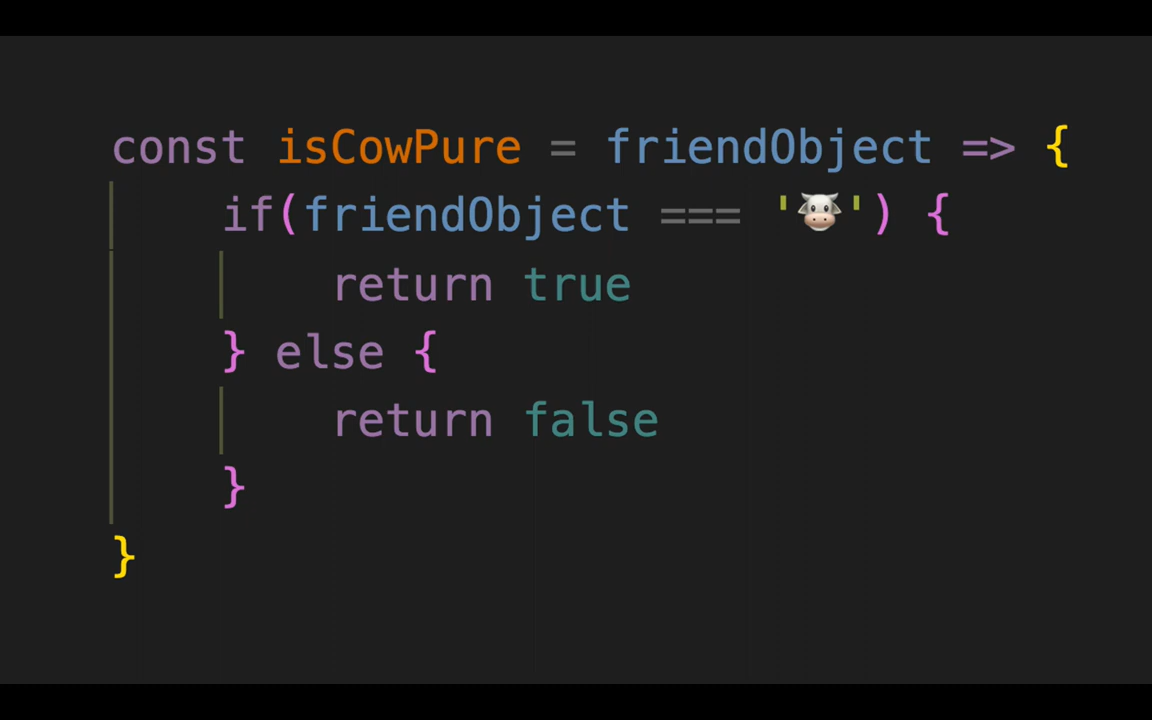 const isCowPure = friendObject => {
if(friendObject === '🐮') {
return true
} else {
return false
}
}